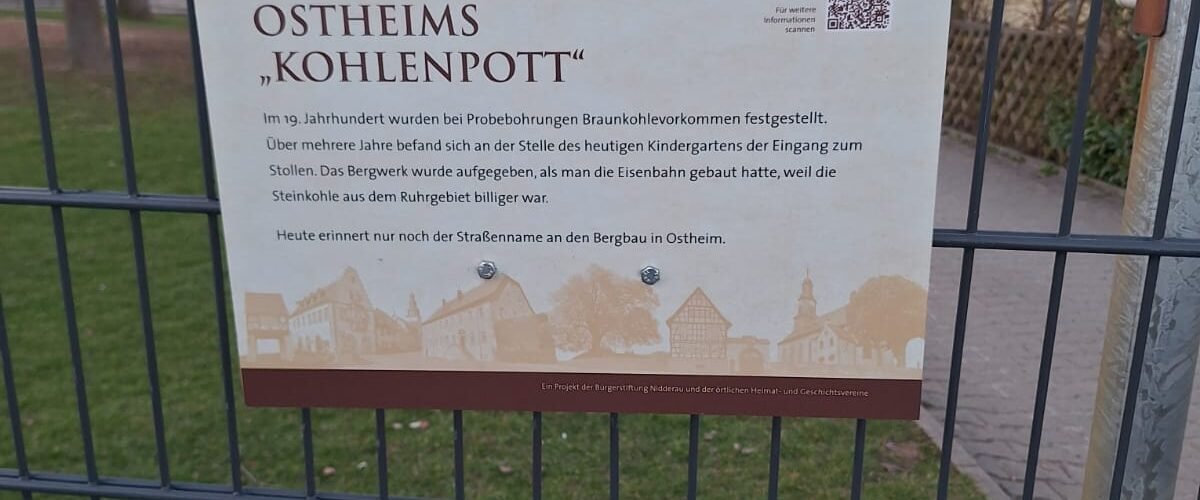 Für weitere
Informationen
scannen
OSTHEIMS
„KOHLENPOTT“
Im 19. Jahrhundert wurden bei Probebohrungen Braunkohlevorkommen festgestellt.
Über mehrere Jahre befand sich an der Stelle des heutigen Kindergartens der Eingang zum
Stollen. Das Bergwerk wurde aufgegeben, als man die Eisenbahn gebaut hatte, weil die
Steinkohle aus dem Ruhrgebiet billiger war.
Heute erinnert nur noch der Straßenname an den Bergbau in Ostheim.
Ein Projekt der Bürgerstiftung Nidderau und der örtlichen Heimat- und Geschichtsvereine